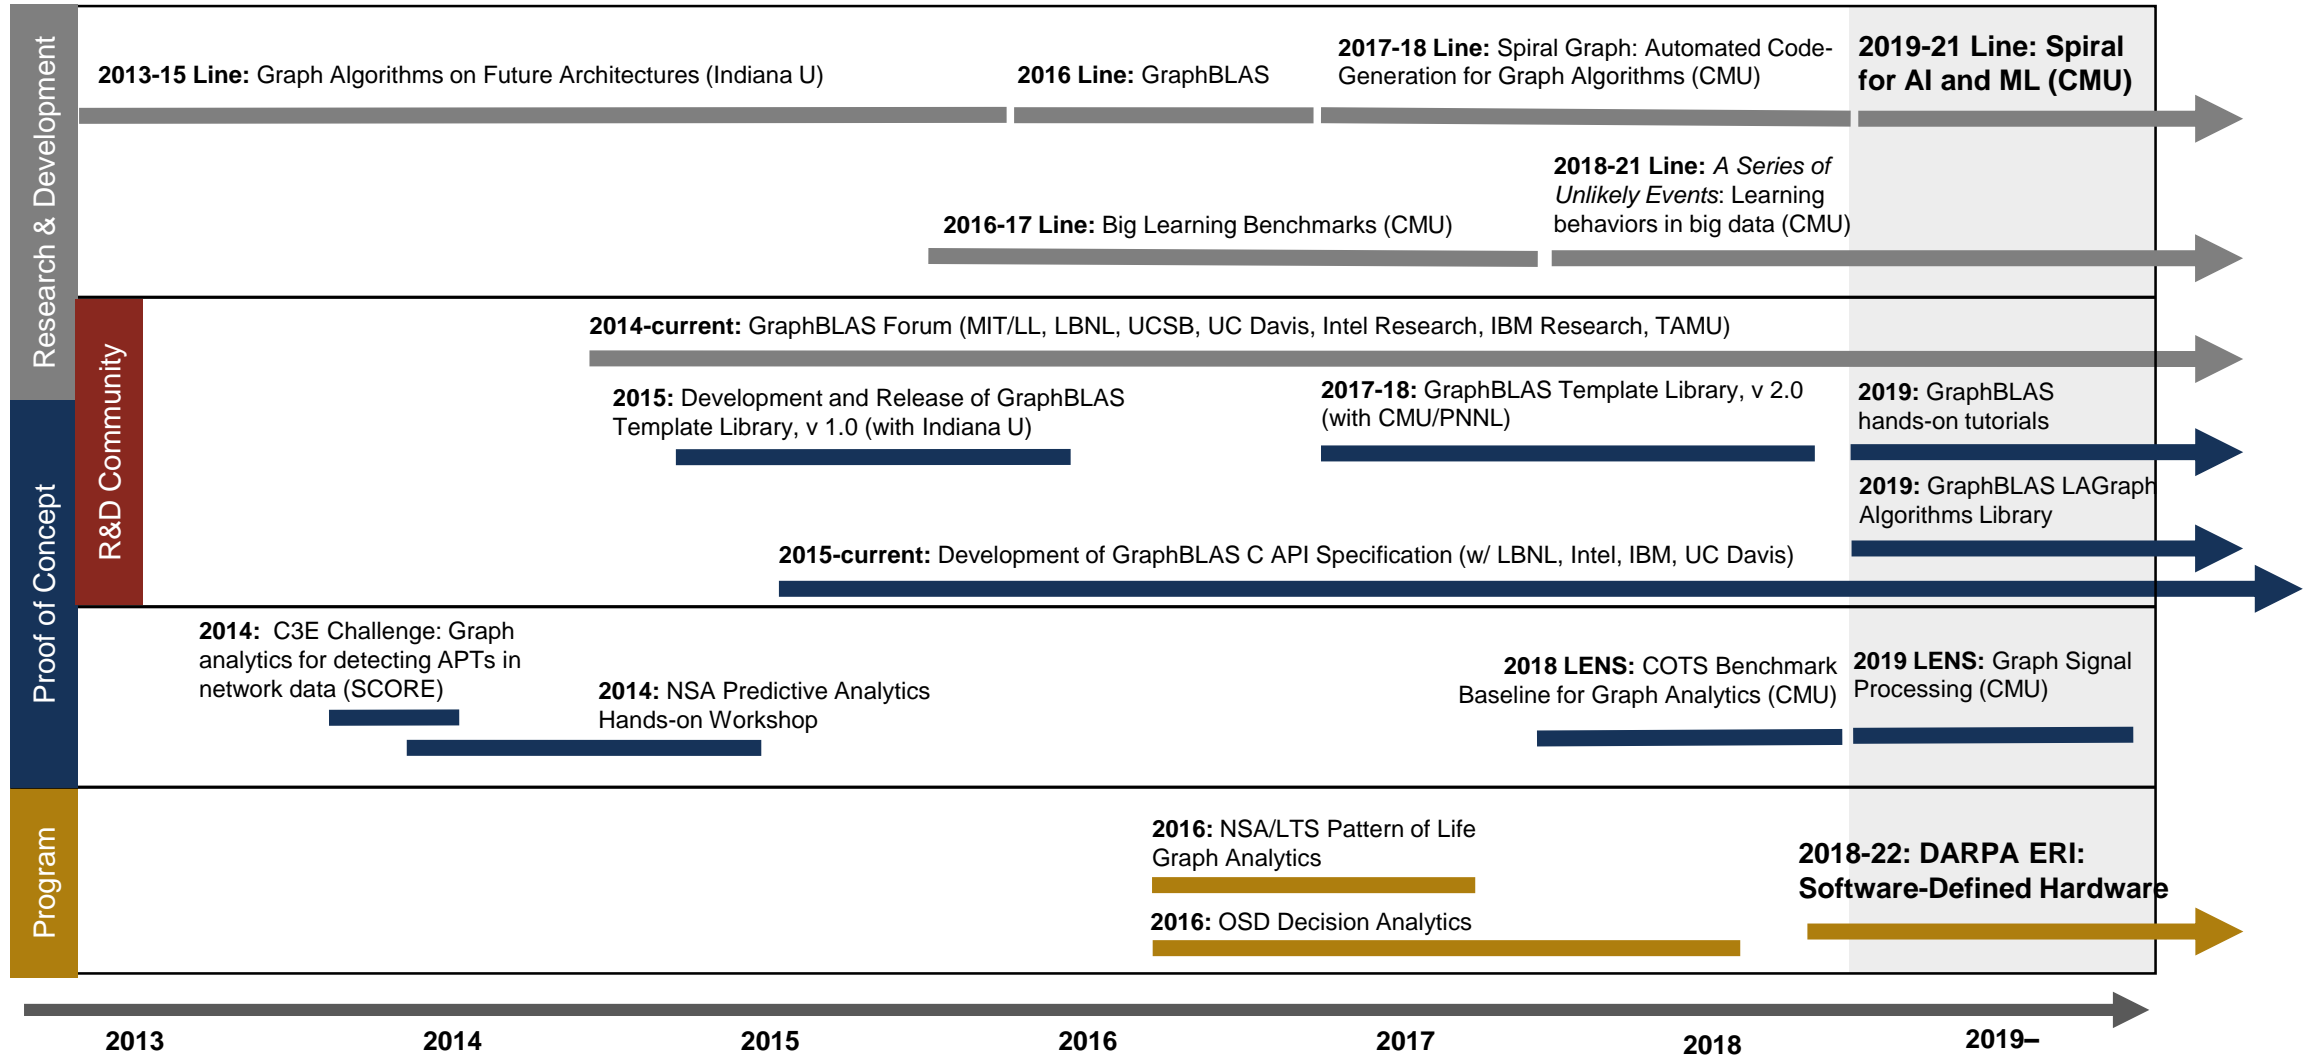 Research & Development
2013-15 Line: Graph Algorithms on Future Architectures (Indiana U)
2016 Line: GraphBLAS
2017-18 Line: Spiral Graph: Automated Code-
Generation for Graph Algorithms (CMU)
2019-21 Line: Spiral
for AI and ML (CMU)
2016-17 Line: Big Learning Benchmarks (CMU)
2018-21 Line: A Series of
Unlikely Events: Learning
behaviors in big data (CMU)
R&D Community
2014-current: GraphBLAS Forum (MIT/LL, LBNL, UCSB, UC Davis, Intel Research, IBM Research, TAMU)
2015: Development and Release of GraphBLAS
Template Library, v 1.0 (with Indiana U)
2017-18: GraphBLAS Template Library, v 2.0
(with CMU/PNNL)
2019: GraphBLAS
hands-on tutorials
2019: GraphBLAS LAGraph
Algorithms Library
2015-current: Development of GraphBLAS C API Specification (w/ LBNL, Intel, IBM, UC Davis)
Proof of Concept
2014: C3E Challenge: Graph
analytics for detecting APTs in
network data (SCORE)
2014: NSA Predictive Analytics
Hands-on Workshop
2018 LENS: COTS Benchmark
Baseline for Graph Analytics (CMU)
2019 LENS: Graph Signal
Processing (CMU)
Program
2016: NSA/LTS Pattern of Life
Graph Analytics
2016: OSD Decision Analytics
2018-22: DARPA ERI:
Software-Defined Hardware
2013
2014
2015
2016
2017
2018
2019–